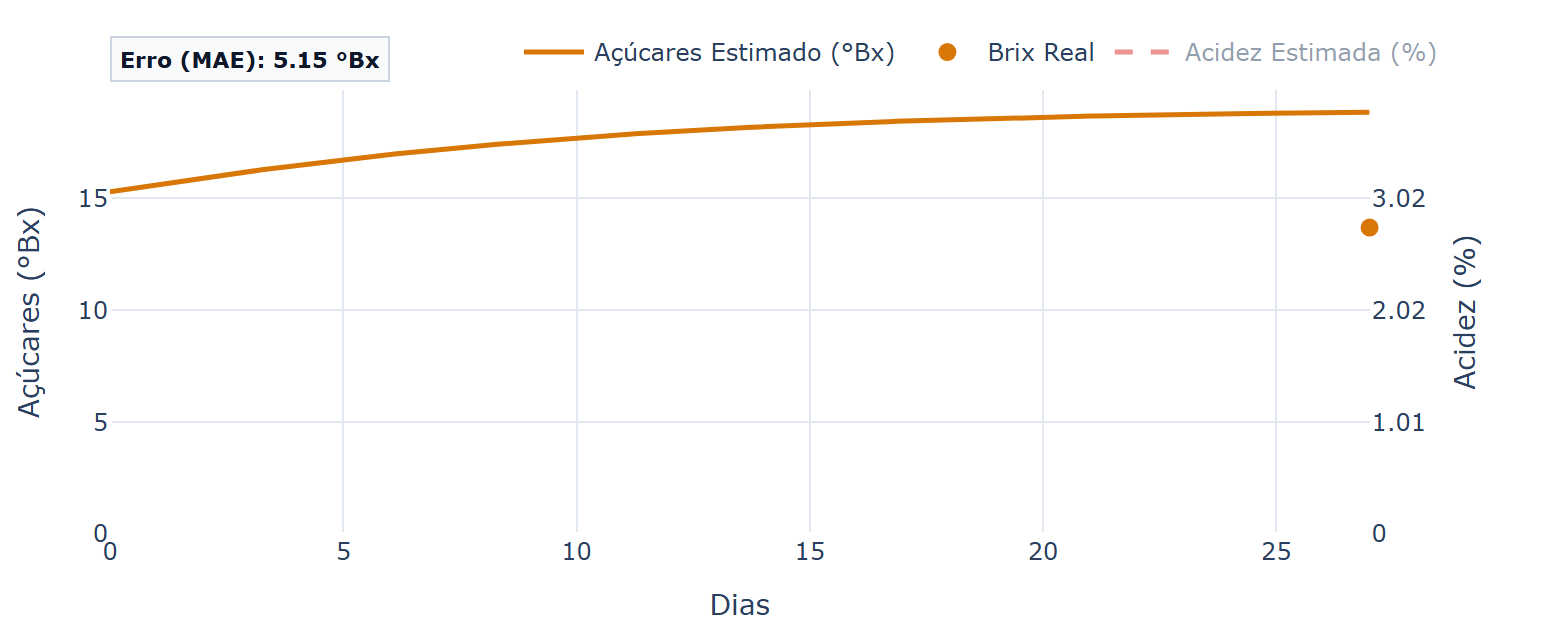 Erro (MAE): 5.15 ºBx
Açúcares Estimado (°Bx)
Brix Real
Acidez Estimada (%)
Açúcares (°Bx)
15
10
5
0
3.02
2.02
1.01
0
Acidez (%)
0
5
10
15
20
25
Dias